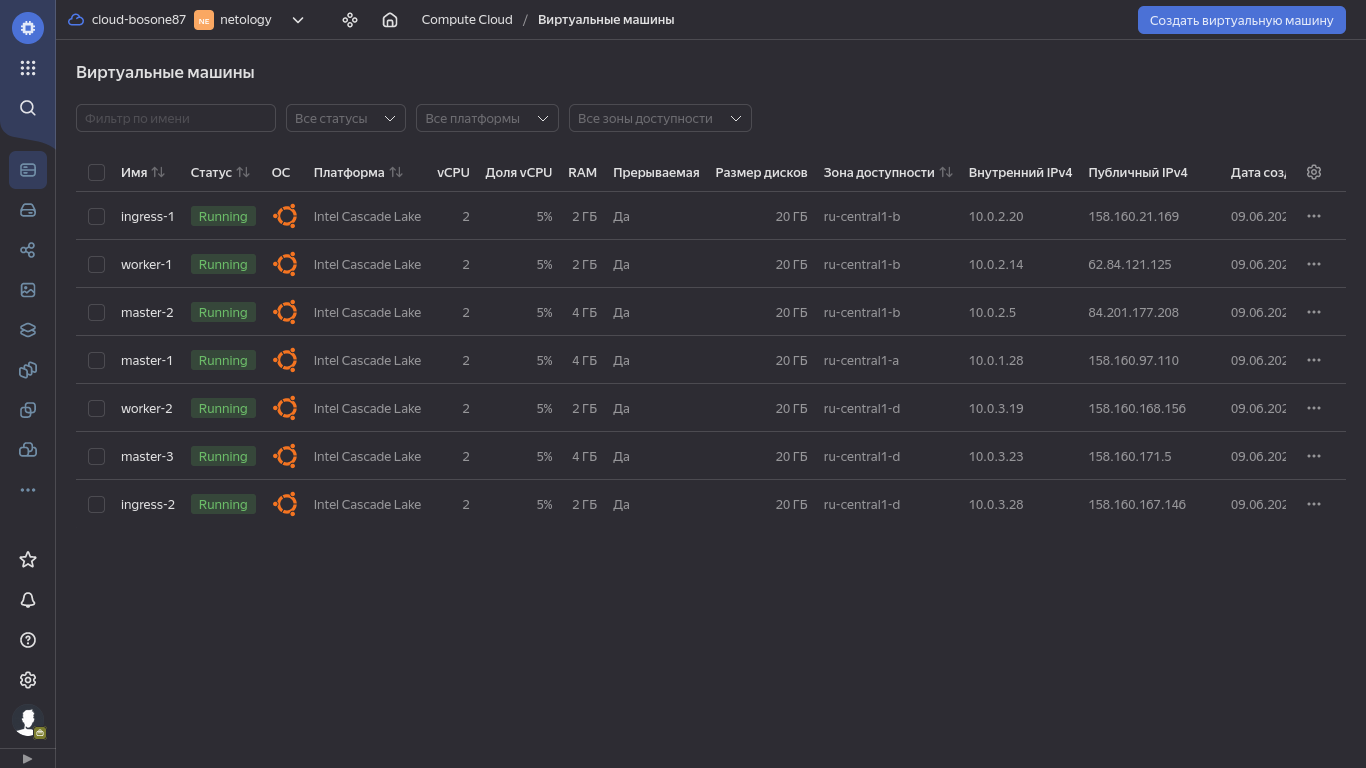 cloud-bosone87 NE netology Compute Cloud / Виртуальные машины Создать виртуальную машину
Виртуальные машины
Фильтр по имени Все статусы Все платформы Все зоны доступности
Имя Статус ОС Платформа vCPU Доля vCPU RAM Прерываемая Размер дисков Зона доступности Внутренний IPv4 Публичный IPv4 Дата соз
ingress-1 Running Intel Cascade Lake 2 5% 2 ГБ Да 20 ГБ ru-central1-b 10.0.2.20 158.160.21.169 09.06.202
worker-1 Running Intel Cascade Lake 2 5% 2 ГБ Да 20 ГБ ru-central1-b 10.0.2.14 62.84.121.125 09.06.202
master-2 Running Intel Cascade Lake 2 5% 4 ГБ Да 20 ГБ ru-central1-b 10.0.2.5 84.201.177.208 09.06.202
master-1 Running Intel Cascade Lake 2 5% 4 ГБ Да 20 ГБ ru-central1-a 10.0.1.28 158.160.97.110 09.06.202
worker-2 Running Intel Cascade Lake 2 5% 2 ГБ Да 20 ГБ ru-central1-d 10.0.3.19 158.160.168.156 09.06.202
master-3 Running Intel Cascade Lake 2 5% 4 ГБ Да 20 ГБ ru-central1-d 10.0.3.23 158.160.171.5 09.06.202
ingress-2 Running Intel Cascade Lake 2 5% 2 ГБ Да 20 ГБ ru-central1-d 10.0.3.28 158.160.167.146 09.06.202